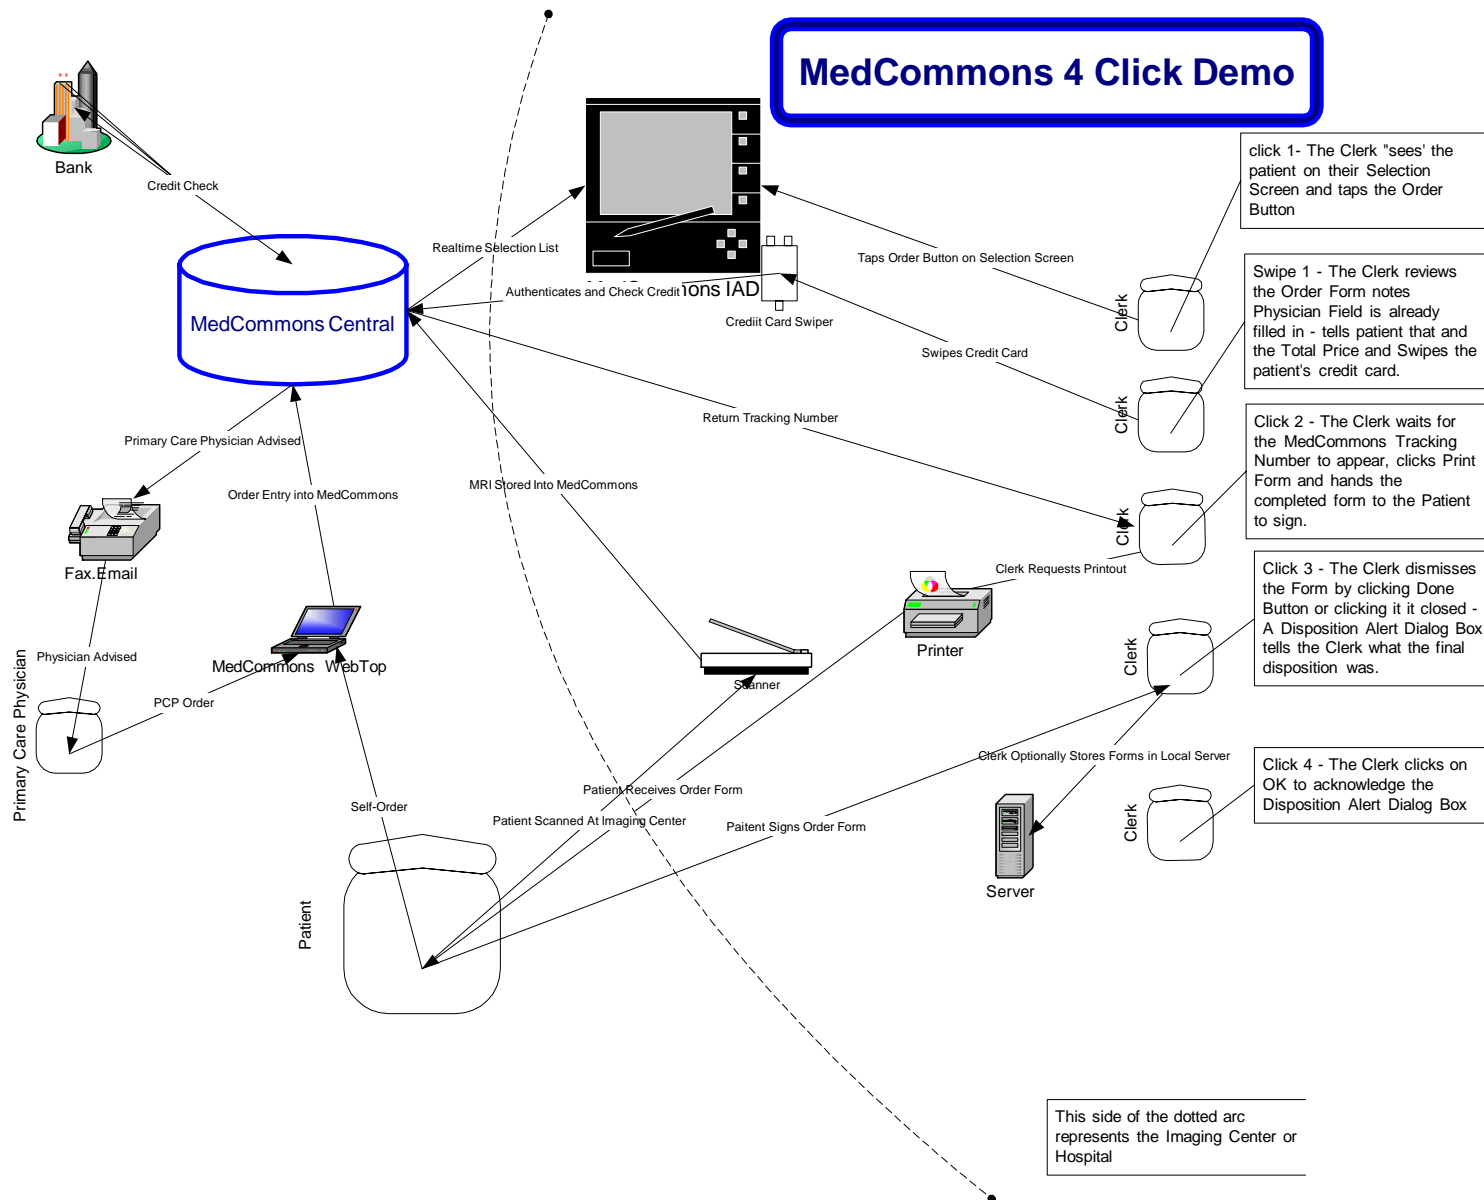 MedCommons 4 Click Demo
Bank
Credit Check
MedCommons Central
Realtime Selection List
Authenticates and Check Credit
ns IAD
Crediit Card Swiper
Taps Order Button on Selection Screen
Swipes Credit Card
Return Tracking Number
Clerk
click 1- The Clerk "sees' the
patient on their Selection
Screen and taps the Order
Button
Clerk
Swipe 1 - The Clerk reviews
the Order Form notes
Physician Field is already
filled in - tells patient that and
the Total Price and Swipes the
patient's credit card.
Clerk
Click 2 - The Clerk waits for
the MedCommons Tracking
Number to appear, clicks Print
Form and hands the
completed form to the Patient
to sign.
Primary Care Physician Advised
Order Entry into MedCommons
MRI Stored Into MedCommons
Clerk Requests Printout
Fax.Email
Physician Advised
Primary Care Physician
PCP Order
MedCommons WebTop
Scanner
Printer
Clerk
Click 3 - The Clerk dismisses
the Form by clicking Done
Button or clicking it it closed -
A Disposition Alert Dialog Box
tells the Clerk what the final
disposition was.
Clerk Optionally Stores Forms in Local Server
Self-Order
Patient Receives Order Form
Patient Scanned At Imaging Center
Paitent Signs Order Form
Server
Clerk
Click 4 - The Clerk clicks on
OK to acknowledge the
Disposition Alert Dialog Box
Patient
This side of the dotted arc
represents the Imaging Center or
Hospital